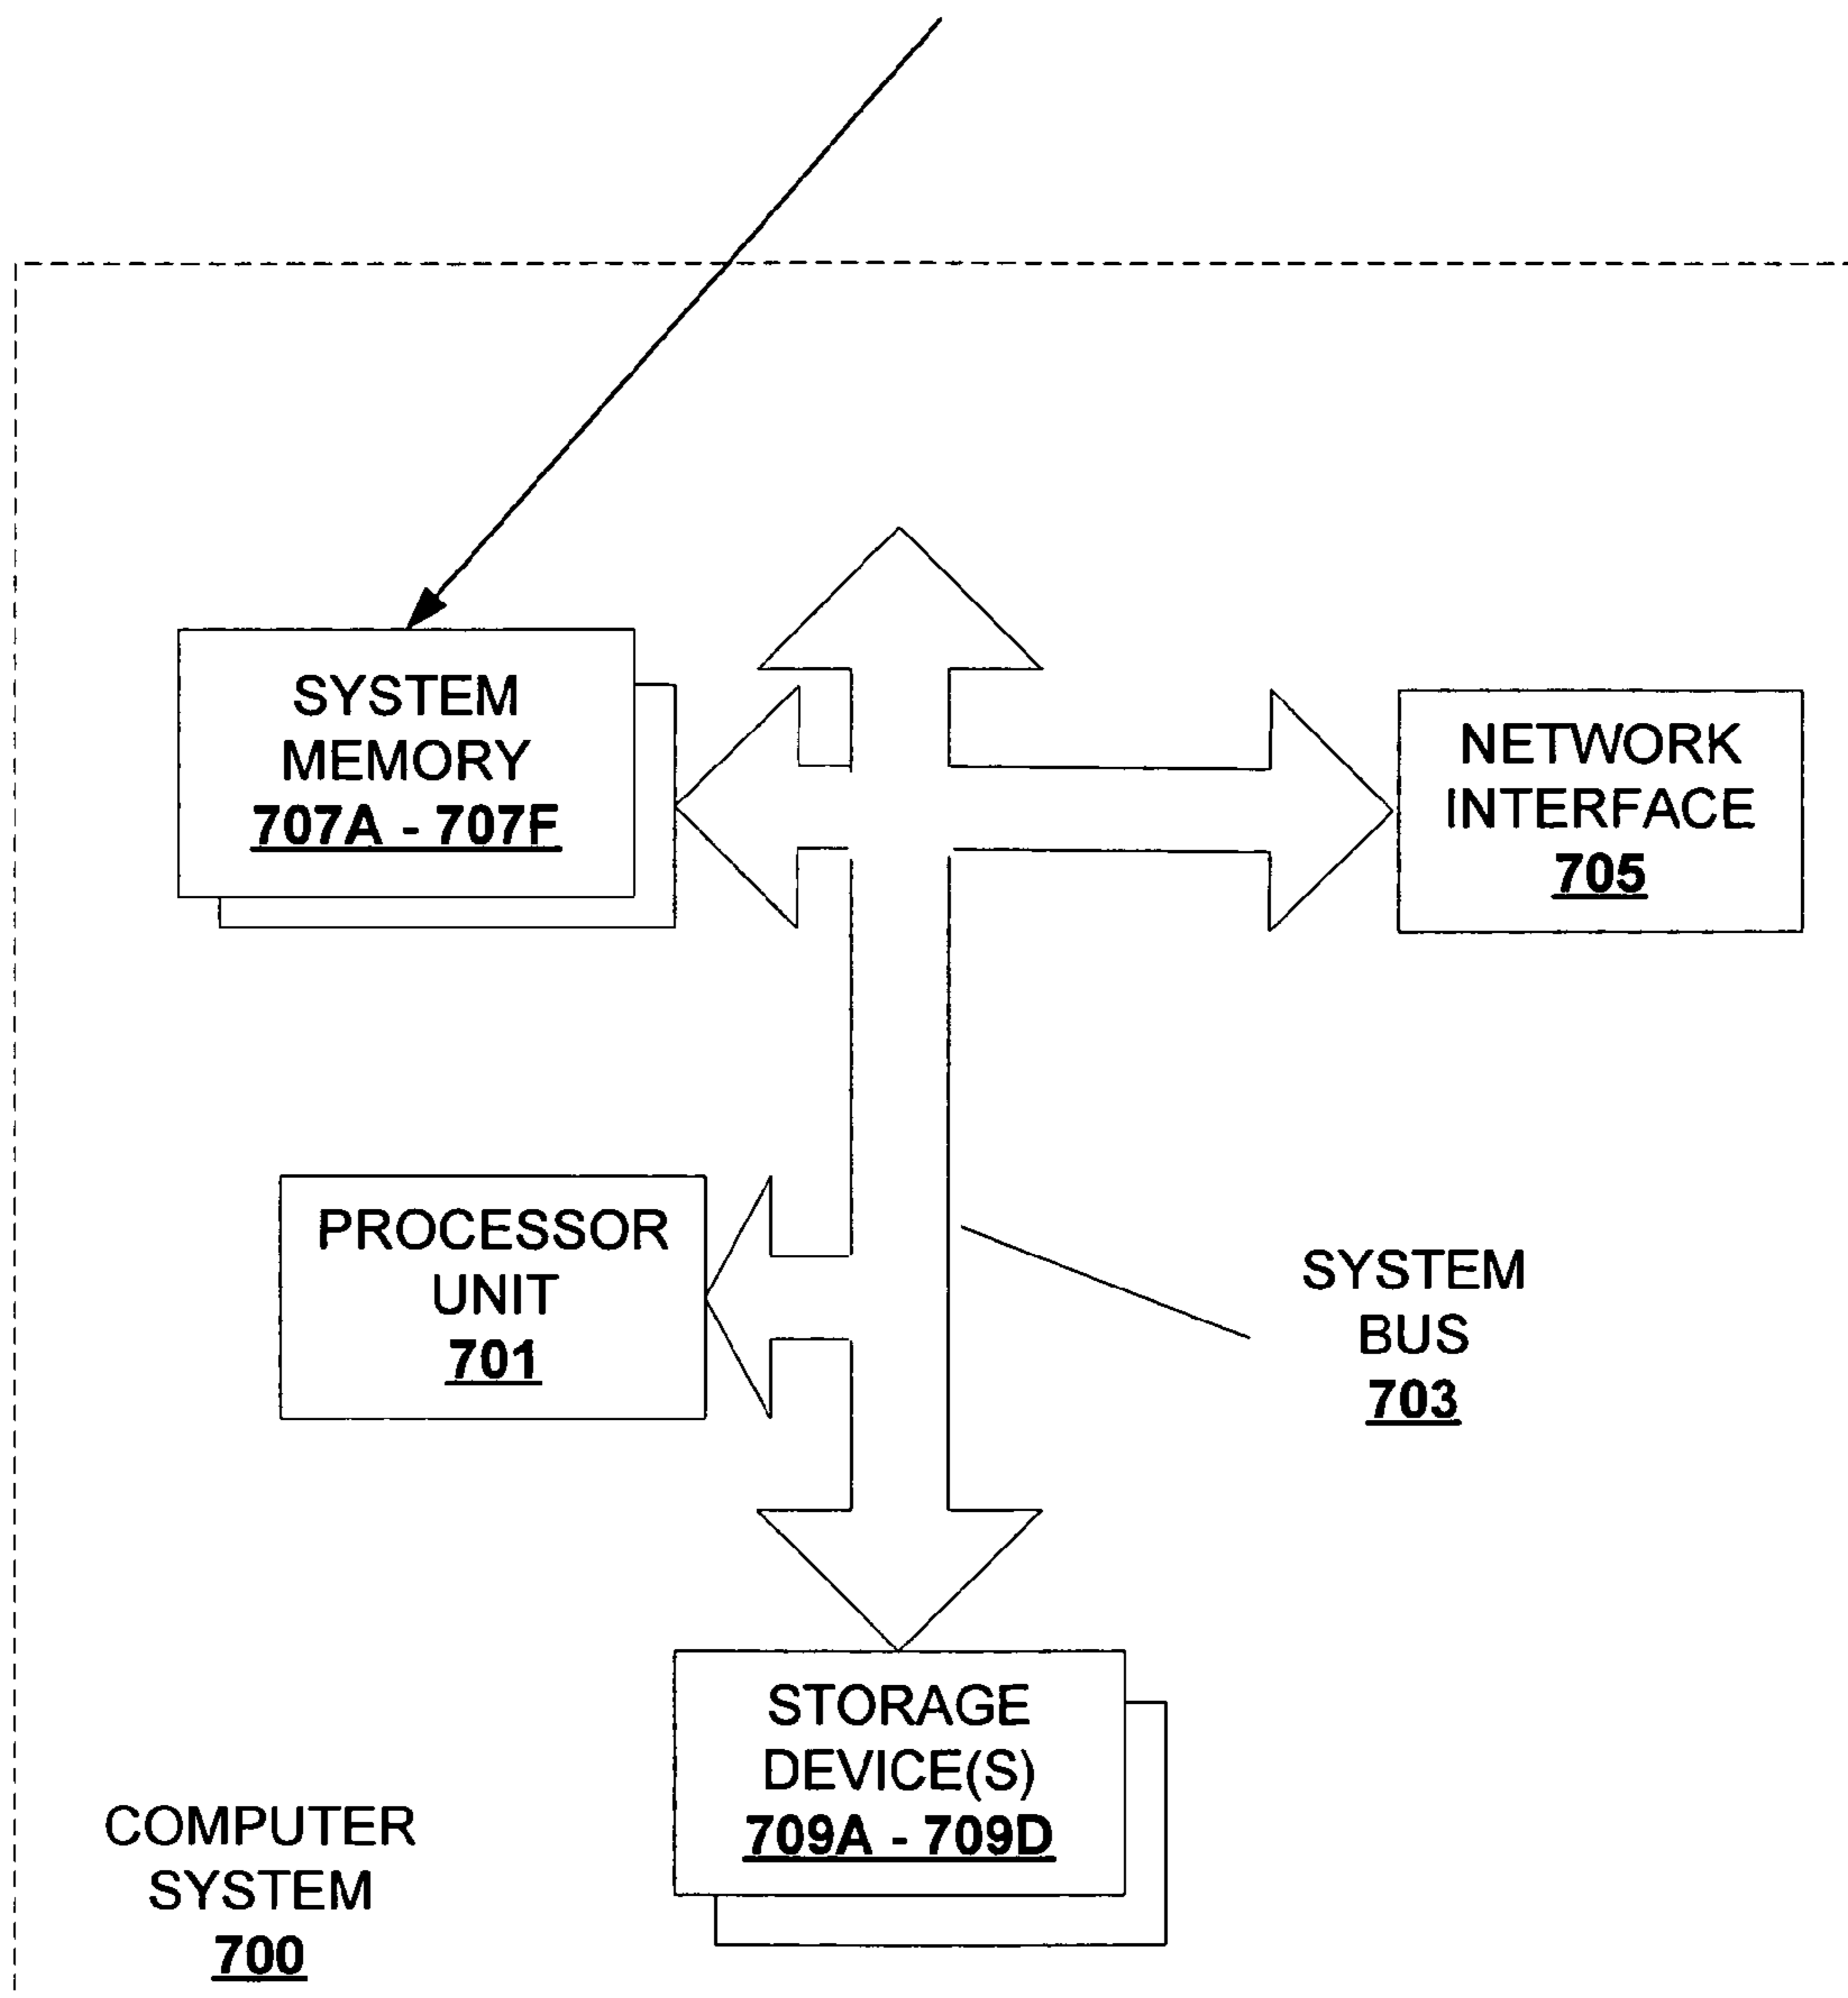 SYSTEM
MEMORY
707A - 707F
NETWORK
INTERFACE
705
PROCESSOR
UNIT
701
SYSTEM
BUS
703
STORAGE
DEVICE(S)
709A - 709D
COMPUTER
SYSTEM
700